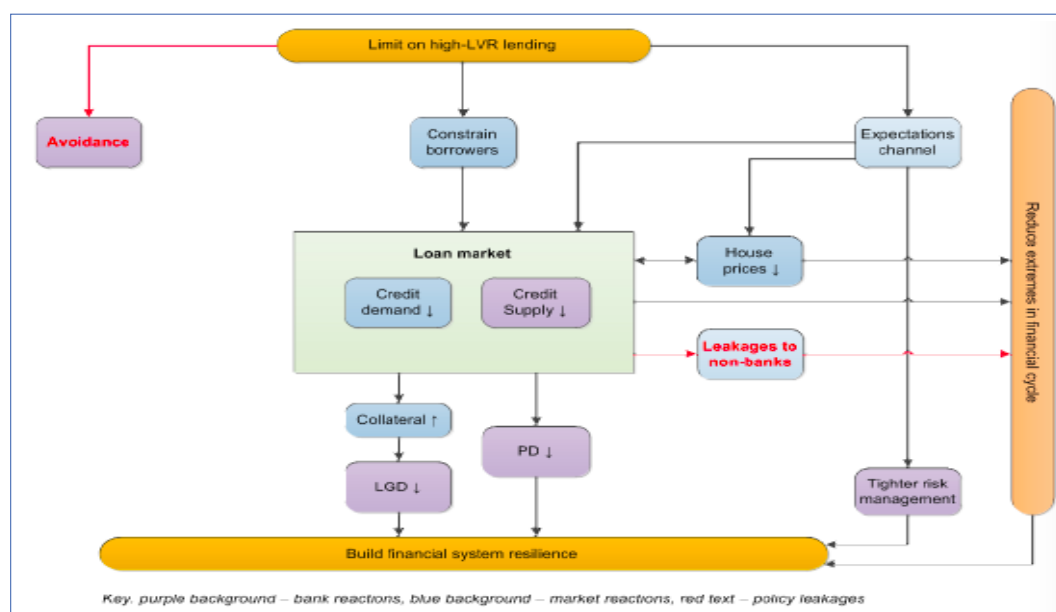 Limit on high-LVR lending
Avoidance
Constrain
borrowers
Expectations
channel
Loan market
Credit
demand ↓
Credit
Supply ↓
House
prices ↓
Leakages to
non-banks
Reduce extremes in financial cycle
Collateral ↑
PD ↓
LGD ↓
Tighter risk
management
Build financial system resilience
Key. purple background – bank reactions, blue background – market reactions, red text – policy leakages